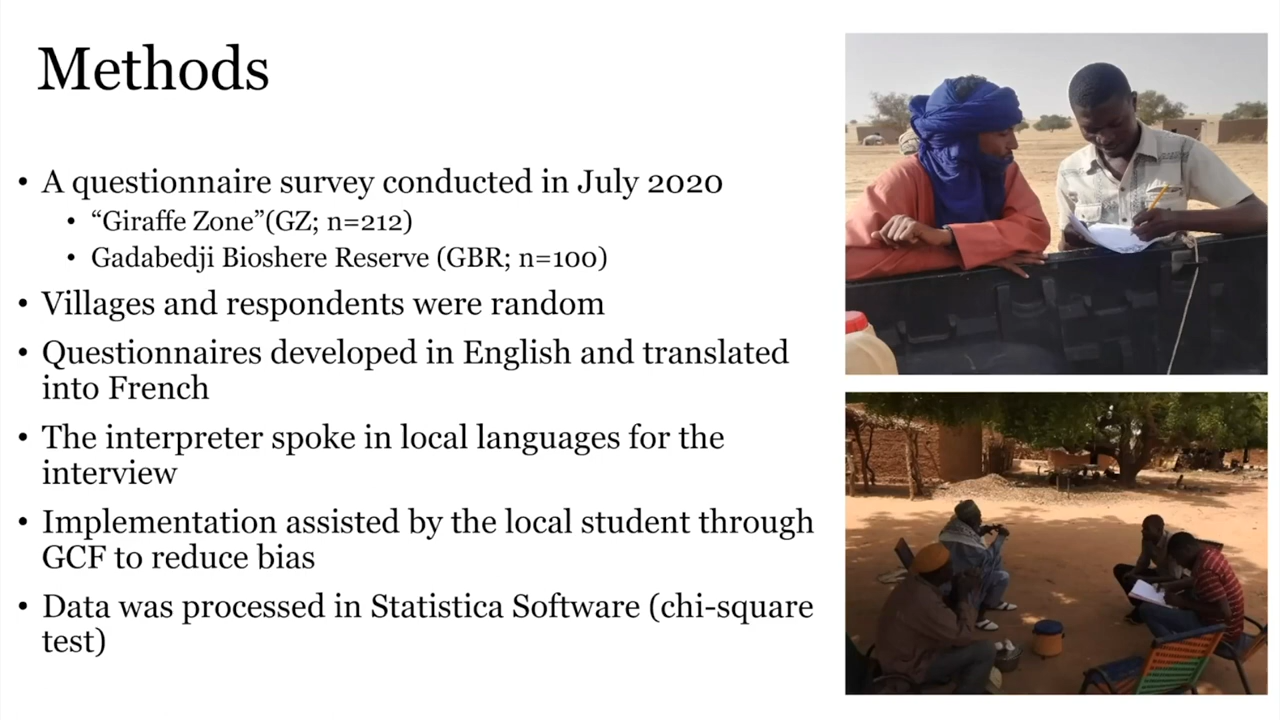 Methods
• A questionnaire survey conducted in July 2020
• “Giraffe Zone”(GZ; n=212)
• Gadabedji Bioshere Reserve (GBR; n=100)
• Villages and respondents were random
• Questionnaires developed in English and translated
into French
• The interpreter spoke in local languages for the
interview
• Implementation assisted by the local student through
GCF to reduce bias
• Data was processed in Statistica Software (chi-square
test)